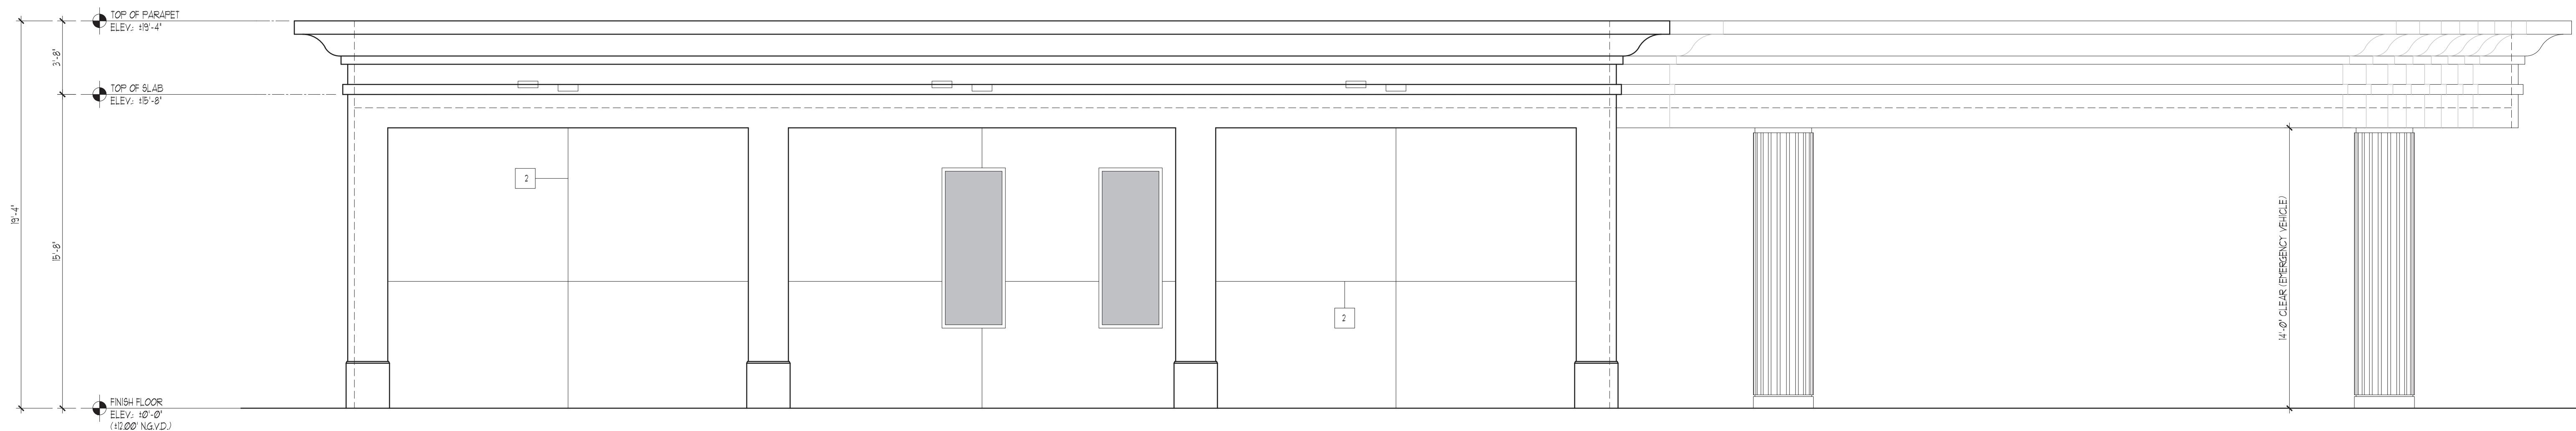 TOP OF PARAPET
ELEV.: ±19'-4"
3'-8"
TOP OF SLAB
ELEV.: ±15'-8"
19'-4"
15'-8"
2
2
14'-0" CLEAR (EMERGENCY VEHICLE)
FINISH FLOOR
ELEV.: ±0'-0"
(±12.00' N.G.V.D.)